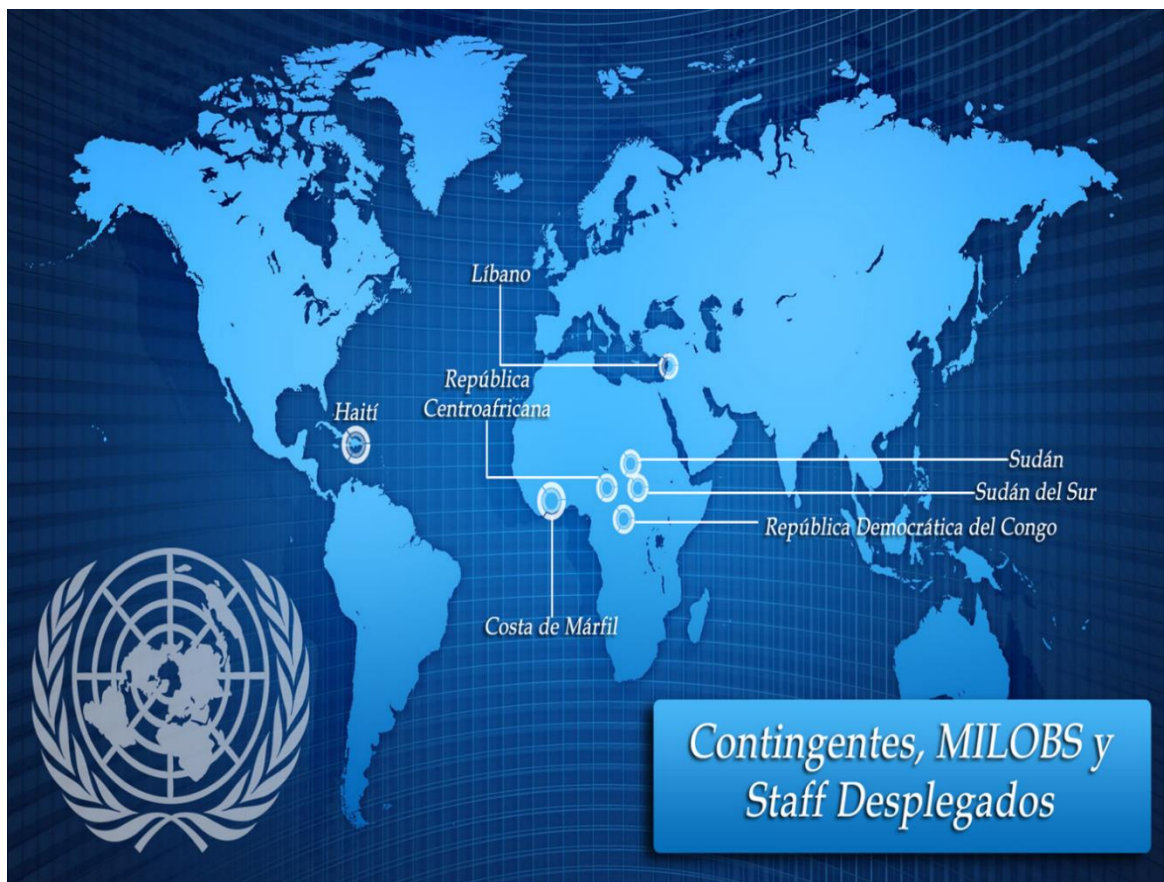 Líbano
República
Centroafricana
Haití
Sudán
Sudán del Sur
República Democrática del Congo
Costa de Márfil
Contingentes, MILOBS y
Staff Desplegados